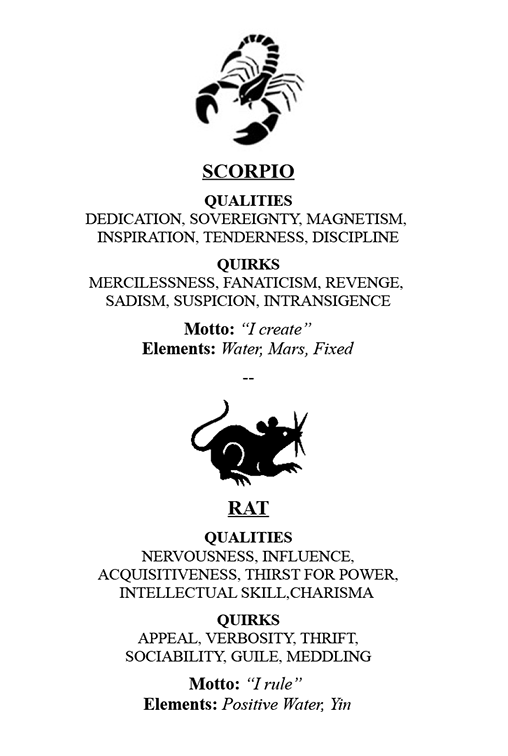 SCORPIO
QUALITIES
DEDICATION, SOVEREIGNTY, MAGNETISM,
INSPIRATION, TENDERNESS, DISCIPLINE
QUIRKS
MERCILESSNESS, FANATICISM, REVENGE,
SADISM, SUSPICION, INTRANSIGENCE
Motto: “I create”
Elements: Water, Mars, Fixed
--
RAT
QUALITIES
NERVOUSNESS, INFLUENCE,
ACQUISITIVENESS, THIRST FOR POWER,
INTELLECTUAL SKILL,CHARISMA
QUIRKS
APPEAL, VERBOSITY, THRIFT,
SOCIABILITY, GUILE, MEDDLING
Motto: “I rule”
Elements: Positive Water, Yin